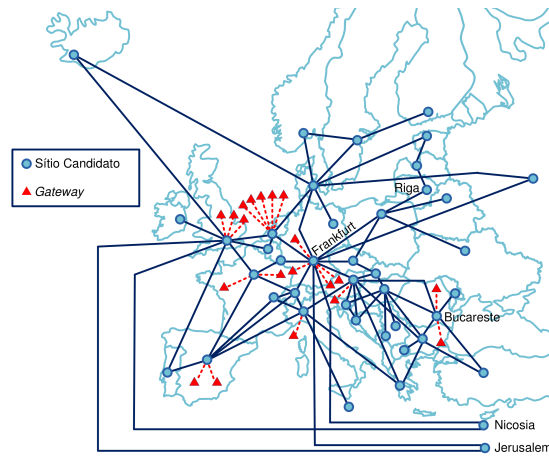 Sítio Candidato
Gateway
Riga
Frankfurt
Bucareste
Nicosia
Jerusalem